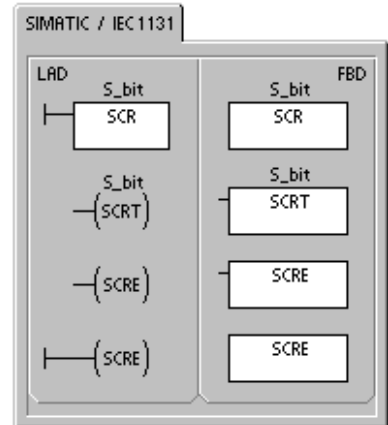 SIMATIC / IEC 1131
LAD
FBD
S_bit
SCR
S_bit
SCRT
SCRE
SCRE
S_bit
SCR
S_bit
SCRT
SCRE
SCRE